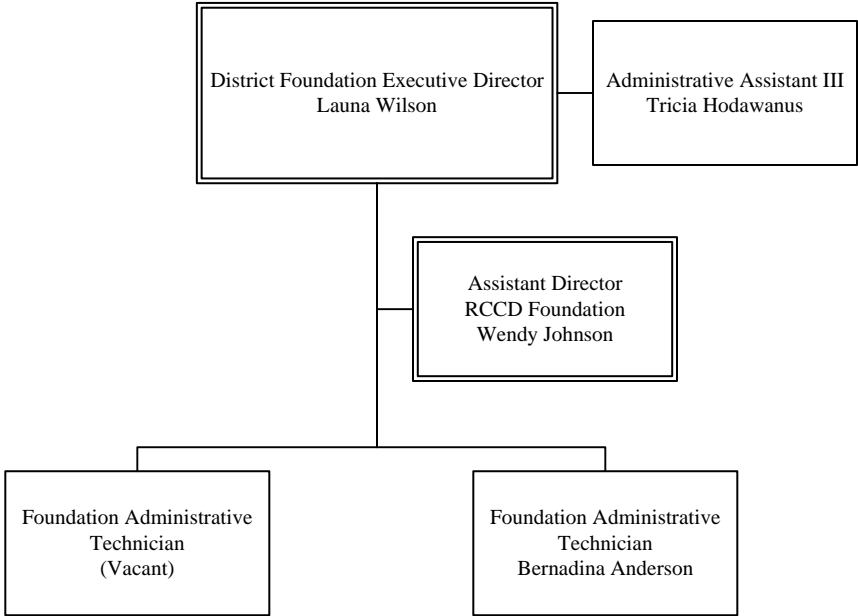 District Foundation Executive Director
Launa Wilson
Administrative Assistant III
Tricia Hodawanus
Assistant Director
RCCD Foundation
Wendy Johnson
Foundation Administrative
Technician
(Vacant)
Foundation Administrative
Technician
Bernadina Anderson